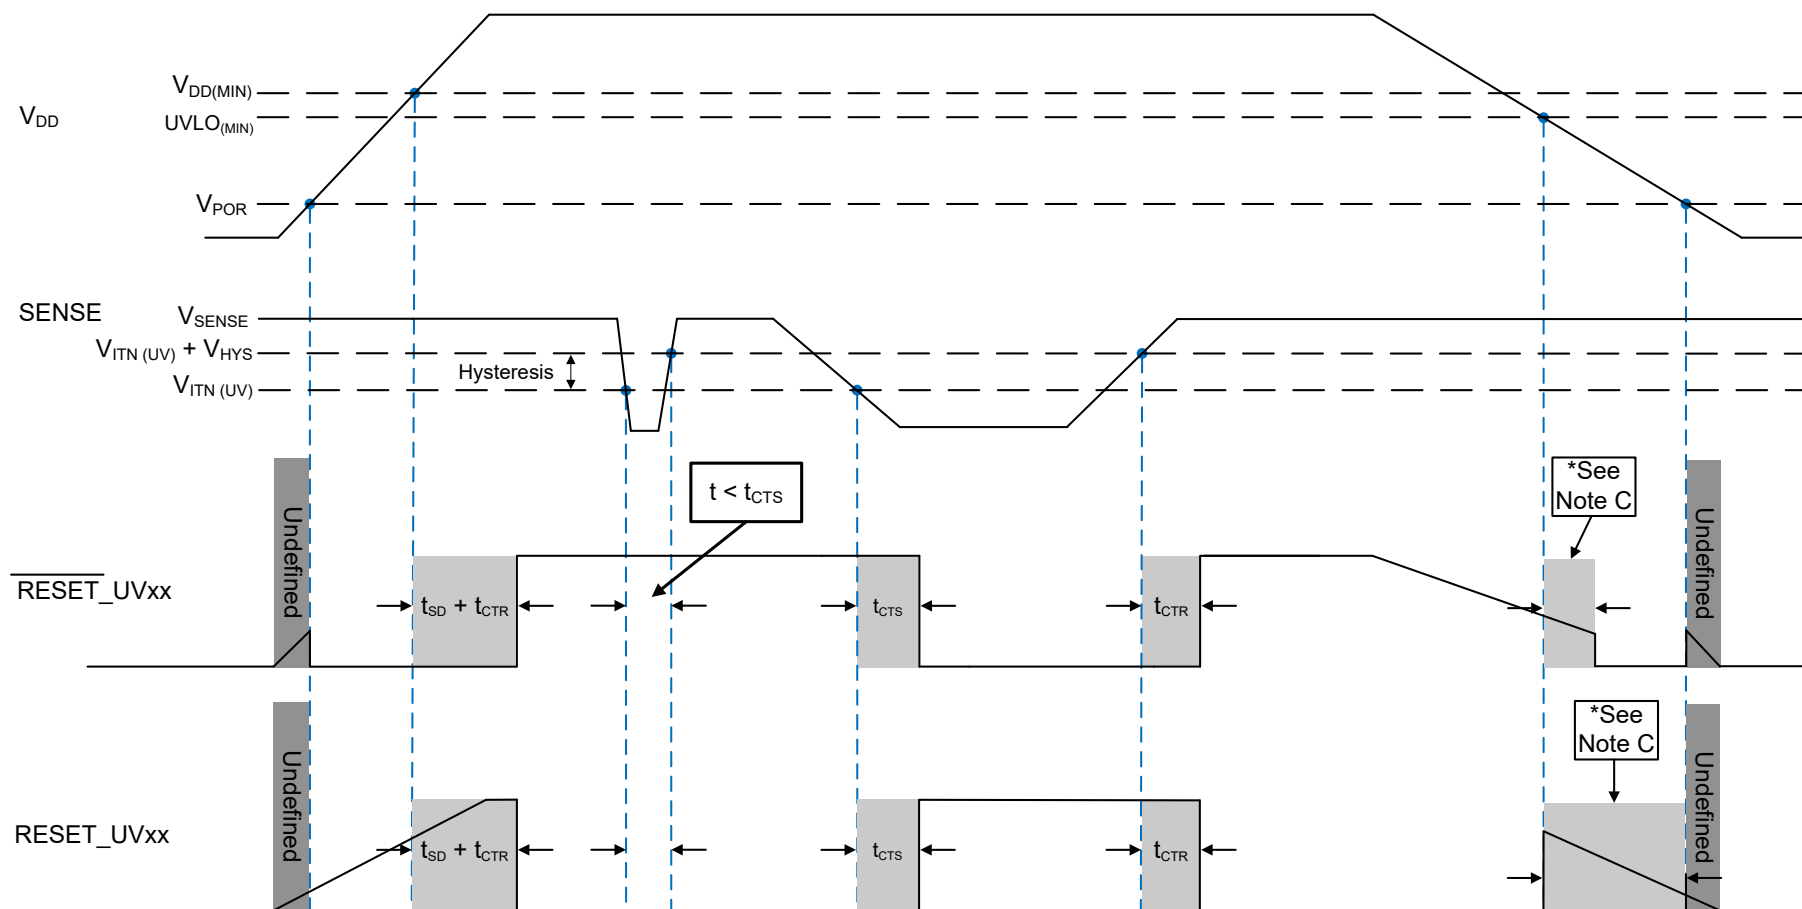 VDD
VDD(MIN)
UVLO(MIN)
VPOR
SENSE
VSENSE
VITN (UV) + VHYS
Hysteresis
VITN (UV)
t < tCTS
*See
Note C
Undefined
Undefined
RESET_UVxx
tSD + tCTR
tCTS
tCTR
*See
Note C
Undefined
Undefined
RESET_UVxx
tSD + tCTR
tCTS
tCTR